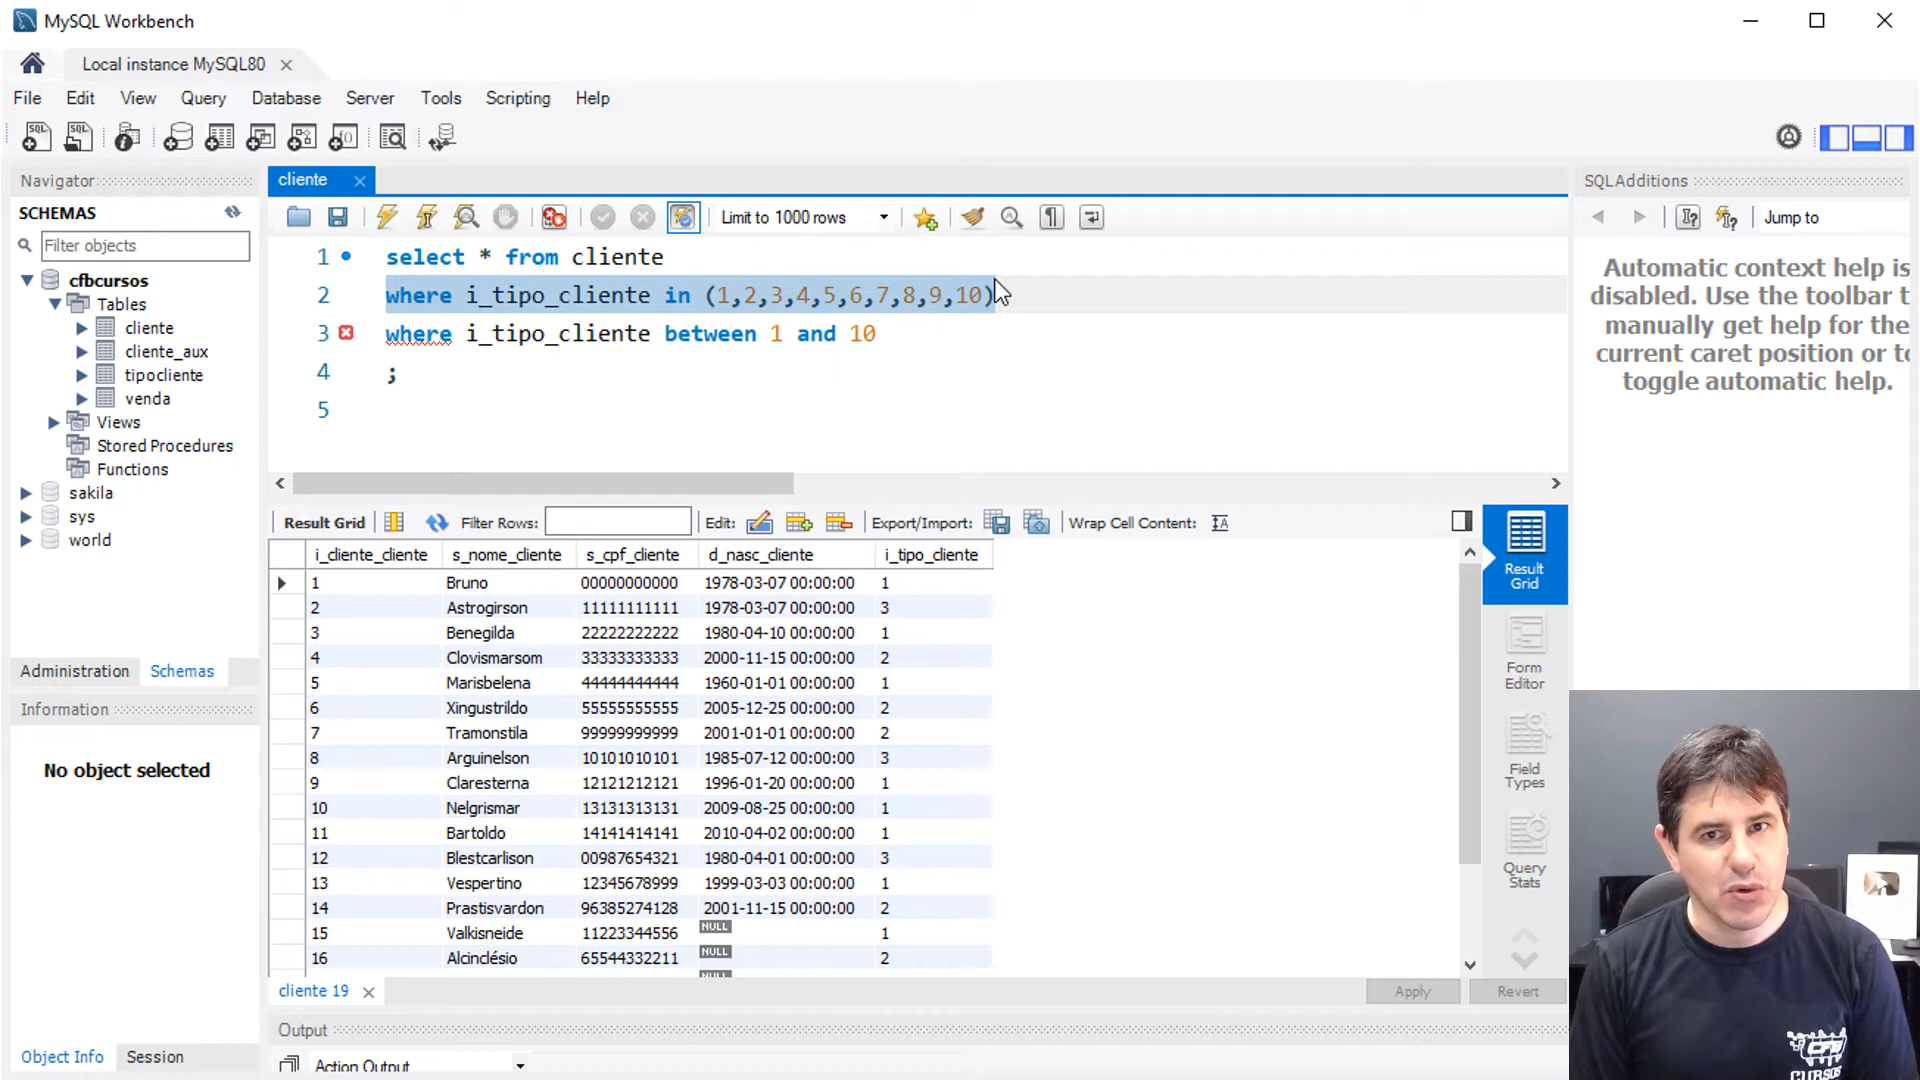 MySQL Workbench
Local instance MySQL80
File Edit View Query Database Server Tools Scripting Help
Navigator
SCHEMAS
Filter objects
cfbcursos
Tables
cliente
cliente_aux
tipocliente
venda
Views
Stored Procedures
Functions
sakila
sys
world
Administration Schemas
Information
No object selected
Object Info Session
cliente
Limit to 1000 rows
1 select * from cliente
2 where i_tipo_cliente in (1,2,3,4,5,6,7,8,9,10)
3 where i_tipo_cliente between 1 and 10
4 ;
5
Result Grid Filter Rows: Edit: Export/Import: Wrap Cell Content:
i_cliente_cliente s_nome_cliente s_cpf_cliente d_nasc_cliente i_tipo_cliente
1 Bruno 00000000000 1978-03-07 00:00:00 1
2 Astrogirson 11111111111 1978-03-07 00:00:00 3
3 Benegilda 22222222222 1980-04-10 00:00:00 1
4 Clovismarsom 33333333333 2000-11-15 00:00:00 2
5 Marisbelena 44444444444 1960-01-01 00:00:00 1
6 Xingustrildo 55555555555 2005-12-25 00:00:00 2
7 Tramonstila 99999999999 2001-01-01 00:00:00 2
8 Arguinelson 10101010101 1985-07-12 00:00:00 3
9 Claresterna 12121212121 1996-01-20 00:00:00 1
10 Nelgrismar 13131313131 2009-08-25 00:00:00 1
11 Bartoldo 14141414141 2010-04-02 00:00:00 1
12 Blestcarlison 00987654321 1980-04-01 00:00:00 3
13 Vespertino 12345678999 1999-03-03 00:00:00 1
14 Prastisvardon 96385274128 2001-11-15 00:00:00 2
15 Valkisneide 11223344556 NULL 1
16 Alcinclésio 65544332211 NULL 2
NULL
cliente 19
Apply Revert
Output
Action Output
Result
Grid
Form
Editor
Field
Types
Query
Stats
SQLAdditions
Jump to
Automatic context help is
disabled. Use the toolbar t
manually get help for the
current caret position or to
toggle automatic help.
CFB
CURSOS